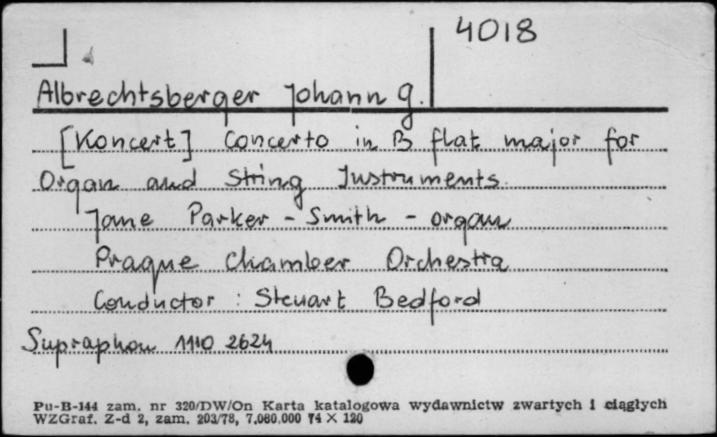 4018
Albrechtsberger Johann G.
[Koncert] Concerto in B flat major for
Organ and String Instruments.
Jane Parker - Smith - organ
Prague Chamber Orchestra
Conductor : Steuart Bedford
Supraphon 1110 2624
Pu-B-144 zam. nr 320/DW/On Karta katalogowa wydawnictw zwartych i ciągłych
WZGraf. Z-d 2, zam. 203/78, 7.060.000 74 X 120